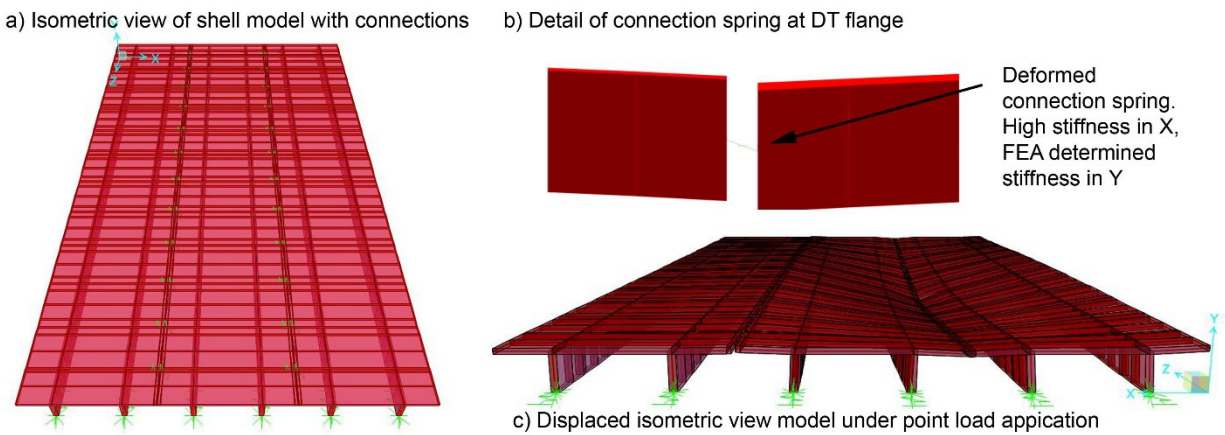 a) Isometric view of shell model with connections
Y
X
Z
b) Detail of connection spring at DT flange
Deformed
connection spring.
High stiffness in X,
FEA determined
stiffness in Y
Y
Z
X
c) Displaced isometric view model under point load appication